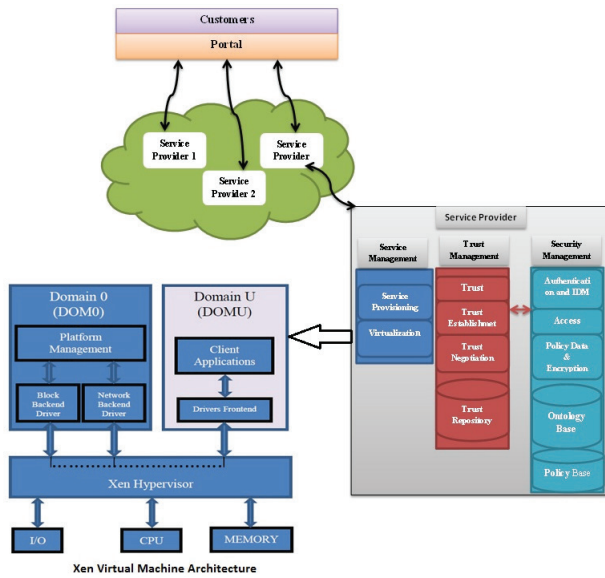 Customers
Portal
Service
Provider 1
Service
Provider 2
Service
Provider
Service Provider
Service
Management
Trust
Management
Security
Management
Service
Provisioning
Virtualization
Trust
Trust
Establishmet
Trust
Negotiation
Trust
Repository
Authenticati
on and IDM
Access
Policy Data
&
Encryption
Ontology
Base
Policy Base
Domain 0
(DOM0)
Platform
Management
Block
Backend
Driver
Network
Backend
Driver
Domain U
(DOMU)
Client
Applications
Drivers Frontend
Xen Hypervisor
I/O
CPU
MEMORY
Xen Virtual Machine Architecture